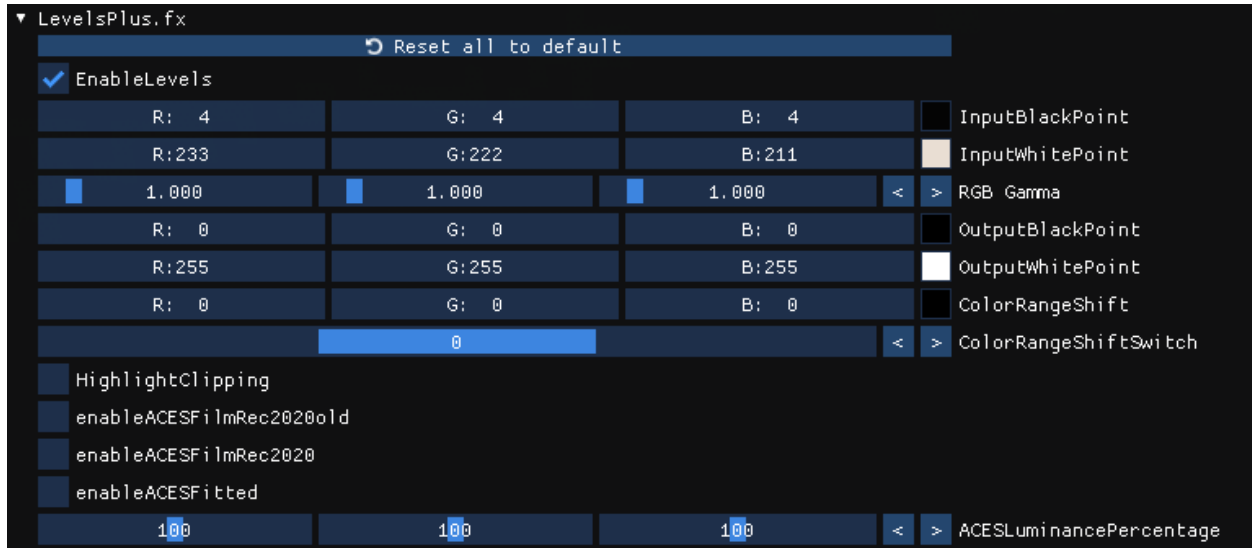 ▼ LevelsPlus.fx
Reset all to default
EnableLevels
R: 4 G: 4 B: 4 InputBlackPoint
R:233 G:222 B:211 InputWhitePoint
1.000 1.000 1.000 < > RGB Gamma
R: 0 G: 0 B: 0 OutputBlackPoint
R:255 G:255 B:255 OutputWhitePoint
R: 0 G: 0 B: 0 ColorRangeShift
0 < > ColorRangeShiftSwitch
HighlightClipping
enableACESFilmRec2020old
enableACESFilmRec2020
enableACESFitted
100 100 100 < > ACESLuminancePercentage